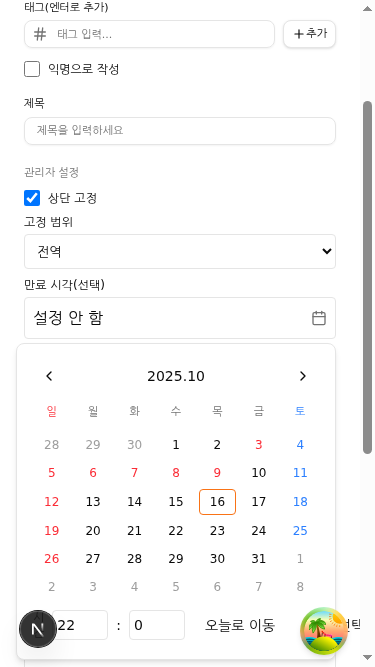 태그(엔터로 추가)
# 태그 입력... +추가
익명으로 작성
제목
제목을 입력하세요
관리자 설정
상단 고정
고정 범위
전역
만료 시각(선택)
설정 안 함
2025.10
일 월 화 수 목 금 토
28 29 30 1 2 3 4
5 6 7 8 9 10 11
12 13 14 15 16 17 18
19 20 21 22 23 24 25
26 27 28 29 30 31 1
2 3 4 5 6 7 8
N 22 : 0 오늘로 이동